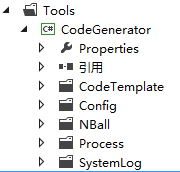 Tools
C# CodeGenerator
Properties
引用
CodeTemplate
Config
NBall
Process
SystemLog